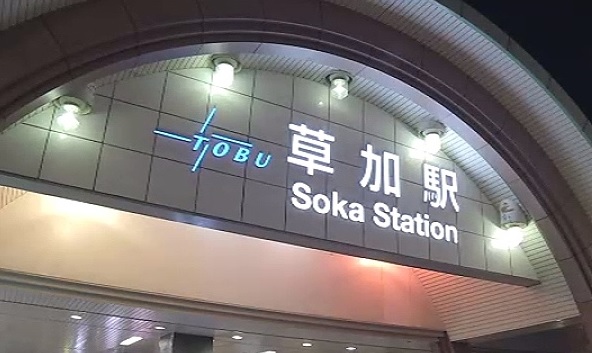 TOBU
草加駅
Soka Station